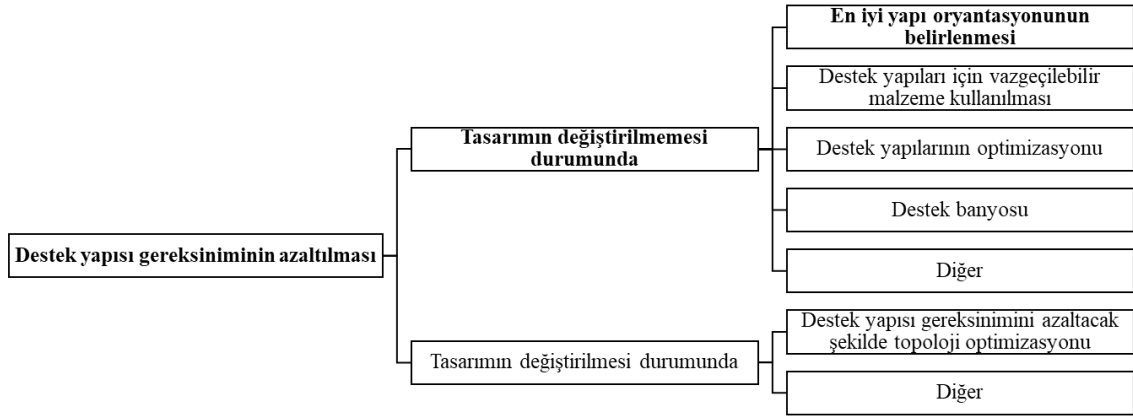 En iyi yapı oryantasyonunun
belirlenmesi
Destek yapıları için vazgeçilebilir
malzeme kullanılması
Tasarımın değiştirilmemesi
durumunda
Destek yapılarının optimizasyonu
Destek banyosu
Destek yapısı gereksiniminin azaltılması
Diğer
Destek yapısı gereksinimini azaltacak
şekilde topoloji optimizasyonu
Tasarımın değiştirilmesi durumunda
Diğer